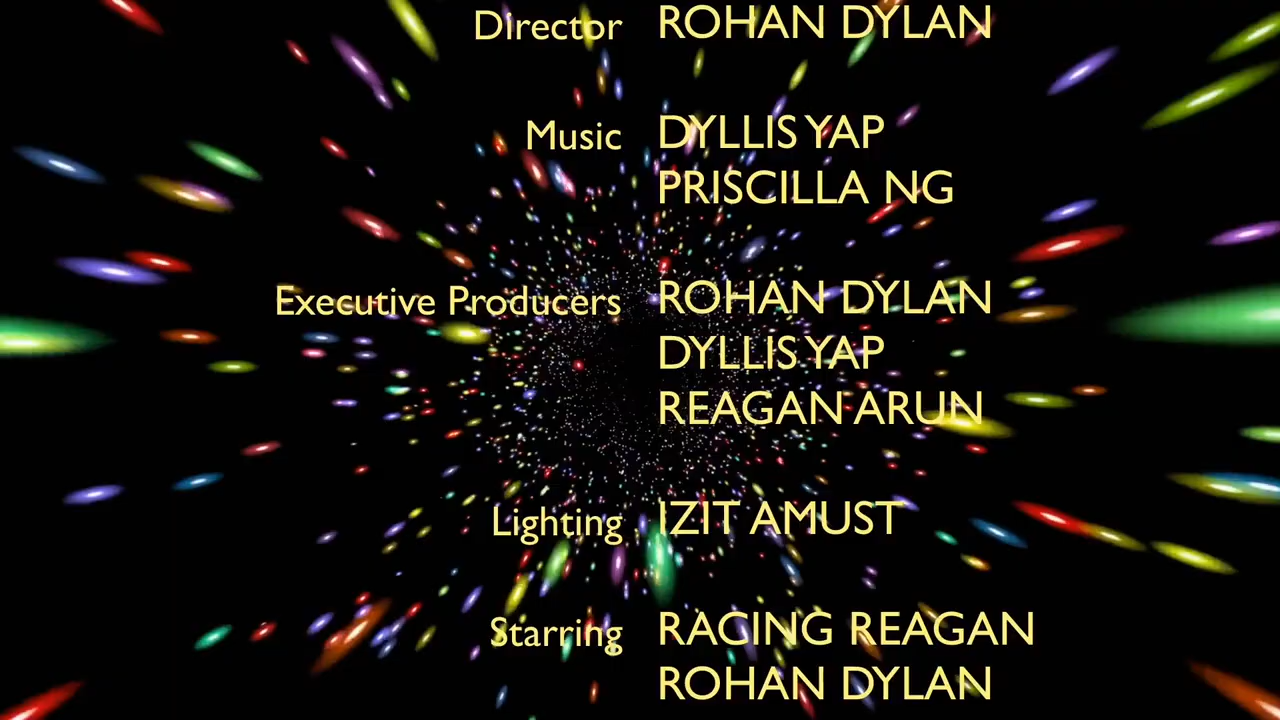 Director ROHAN DYLAN
Music DYLLIS YAP
PRISCILLA NG
Executive Producers ROHAN DYLAN
DYLLIS YAP
REAGAN ARUN
Lighting IZIT AMUST
Starring RACING REAGAN
ROHAN DYLAN